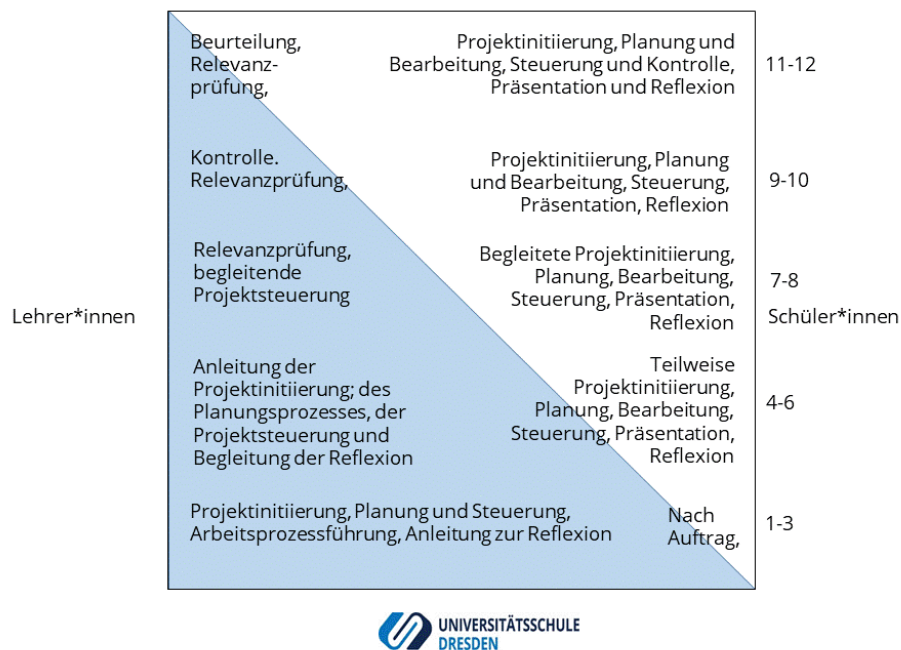 Beurteilung,
Relevanz-
prüfung,
Projektinitiierung, Planung und
Bearbeitung, Steuerung und Kontrolle,
Präsentation und Reflexion
11-12
Kontrolle.
Relevanzprüfung,
Projektinitiierung, Planung
und Bearbeitung, Steuerung,
Präsentation, Reflexion
9-10
Relevanzprüfung,
begleitende
Projektsteuerung
Begleitete Projektinitiierung,
Planung, Bearbeitung,
Steuerung, Präsentation,
Reflexion
7-8
Lehrer*innen
Schüler*innen
Anleitung der
Projektinitiierung; des
Planungsprozesses, der
Projektsteuerung und
Begleitung der Reflexion
Teilweise
Projektinitiierung,
Planung, Bearbeitung,
Steuerung, Präsentation,
Reflexion
4-6
Projektinitiierung, Planung und Steuerung,
Arbeitsprozessführung, Anleitung zur Reflexion
Nach
Auftrag,
1-3
UNIVERSITÄTSSCHULE
DRESDEN